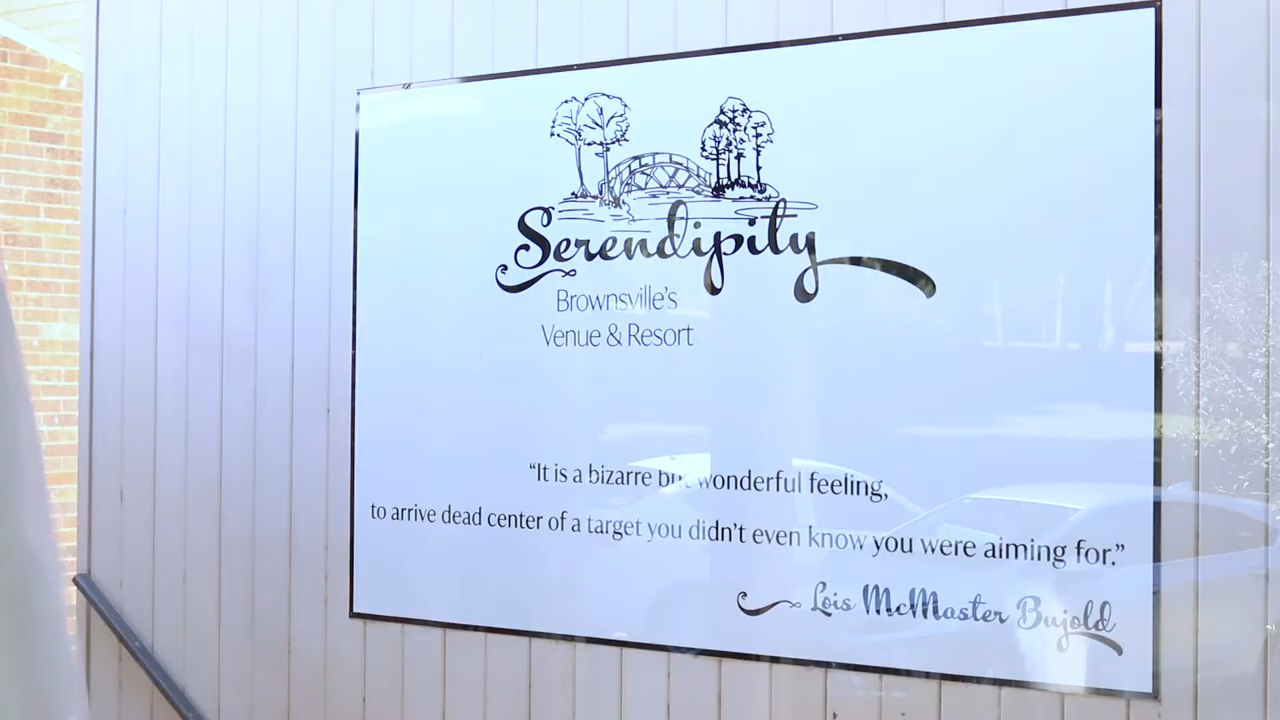 Serendipity
Brownsville's
Venue & Resort
“It is a bizarre but wonderful feeling,
to arrive dead center of a target you didn't even know you were aiming for.”
Lois McMaster Bujold